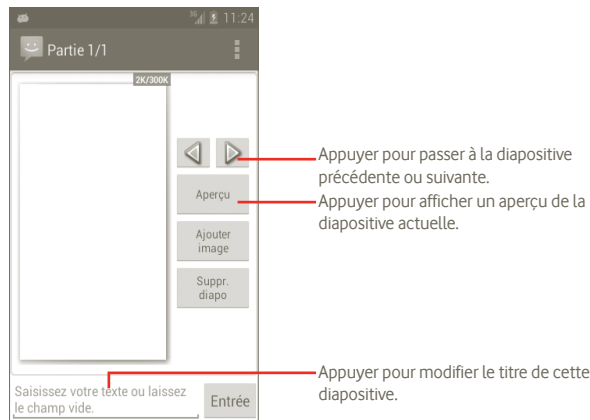 3G 11:24
Partie 1/1
2K/300K
Appuyer pour passer à la diapositive
précédente ou suivante.
Aperçu
Appuyer pour afficher un aperçu de la
diapositive actuelle.
Ajouter
image
Suppr.
diapo
Saisissez votre texte ou laissez
le champ vide.
Entrée
Appuyer pour modifier le titre de cette
diapositive.